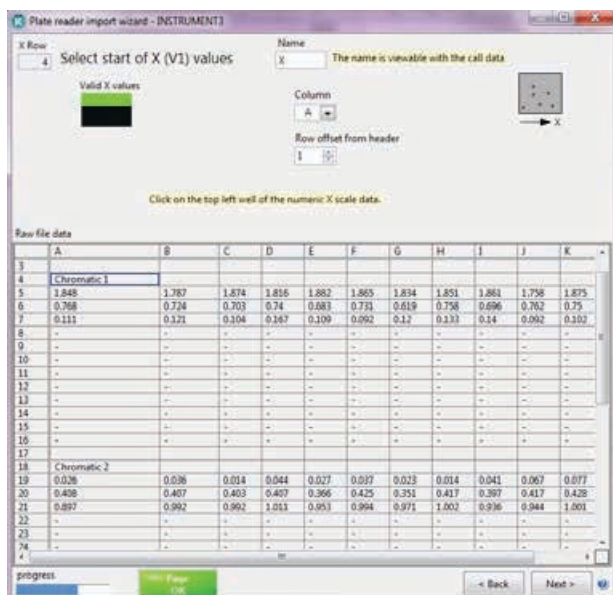 Plate reader import wizard - INSTRUMENT3
X Row
4
Select start of X (V1) values
Name
X
The name is viewable with the call data
Valid X values
Column
A
X
Row offset from header
1
Click on the top left well of the numeric X scale data.
Raw file data
A B C D E F G H I J K
3
4 Chromatic 1
5 1.848 1.787 1.874 1.816 1.882 1.865 1.834 1.851 1.861 1.758 1.875
6 0.768 0.724 0.703 0.74 0.683 0.731 0.619 0.758 0.696 0.762 0.75
7 0.111 0.121 0.104 0.167 0.109 0.092 0.12 0.133 0.14 0.092 0.102
8 - - - - - - - - - - -
9 - - - - - - - - - - -
10 - - - - - - - - - - -
11 - - - - - - - - - - -
12 - - - - - - - - - - -
13 - - - - - - - - - - -
14 - - - - - - - - - - -
15 - - - - - - - - - - -
16 - - - - - - - - - - -
17
18 Chromatic 2
19 0.026 0.036 0.014 0.044 0.027 0.037 0.023 0.014 0.041 0.067 0.077
20 0.408 0.407 0.403 0.407 0.366 0.425 0.351 0.417 0.397 0.417 0.428
21 0.897 0.992 0.992 1.011 0.953 0.994 0.971 1.002 0.936 0.944 1.001
22 - - - - - - - - - - -
23 - - - - - - - - - - -
24 - - - - - - - - - - -
progress
Page
OK
< Back
Next >